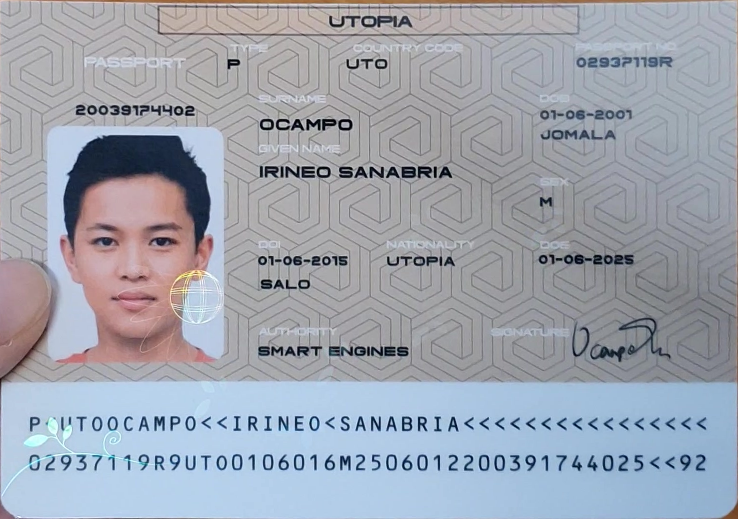 UTOPIA
PASSPORT
TYPE
P
COUNTRY CODE
UTO
PASSPORT NO.
02937119R
200391744402
SURNAME
OCAMPO
DOB
01-06-2001
JOMALA
GIVEN NAME
IRINEO SANABRIA
SEX
M
DOI
01-06-2015
SALO
NATIONALITY
UTOPIA
DOE
01-06-2025
AUTHORITY
SMART ENGINES
SIGNATURE
P<UTOOCAMPO<<IRINEO<SANABRIA<<<<<<<<<<<<<<<<
02937119R9UTO0106016M2506012200391744025<<92